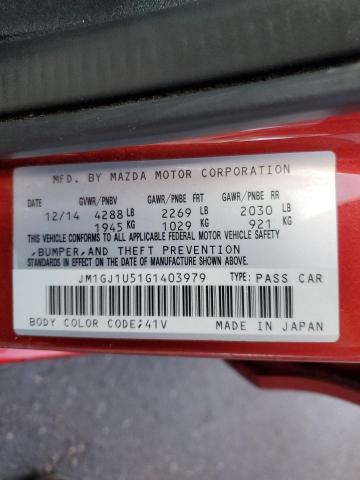 MFD. BY MAZDA MOTOR CORPORATION
GVWR/PNBV GAWR/PNBE FRT GAWR/PNBE RR
12/14 4288 LB 2269 LB 2030 LB
1945 KG 1029 KG 921 KG
THIS VEHICLE CONFORMS TO ALL APPLICABLE FEDERAL MOTOR VEHICLE SAFETY
,BUMPER,AND THEFT PREVENTION
STANDARDS IN EFFECT ON THE DATE OF MANUFACTURE SHOWN ABOVE.
JM1GJ1U51G1403979 TYPE: PASS CAR
BODY COLOR CODE;41V MADE IN JAPAN